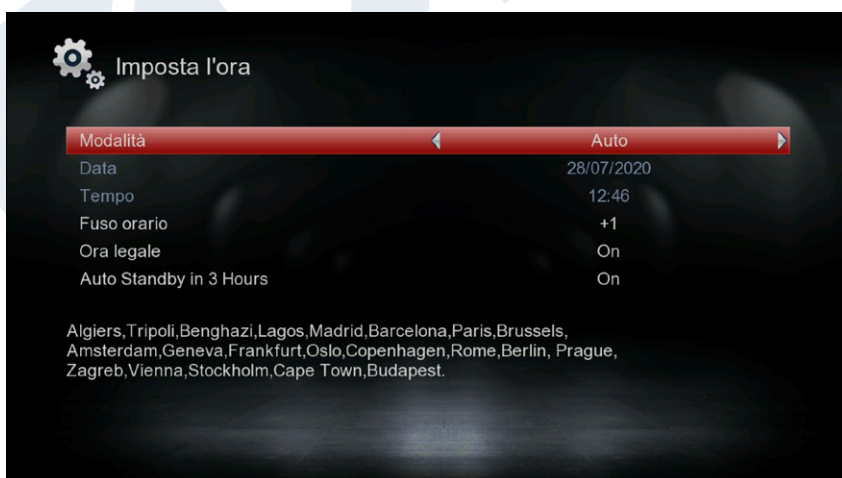 Imposta l'ora
Modalità Auto
Data 28/07/2020
Tempo 12:46
Fuso orario +1
Ora legale On
Auto Standby in 3 Hours On
Algiers,Tripoli,Benghazi,Lagos,Madrid,Barcelona,Paris,Brussels,
Amsterdam,Geneva,Frankfurt,Oslo,Copenhagen,Rome,Berlin, Prague,
Zagreb,Vienna,Stockholm,Cape Town,Budapest.